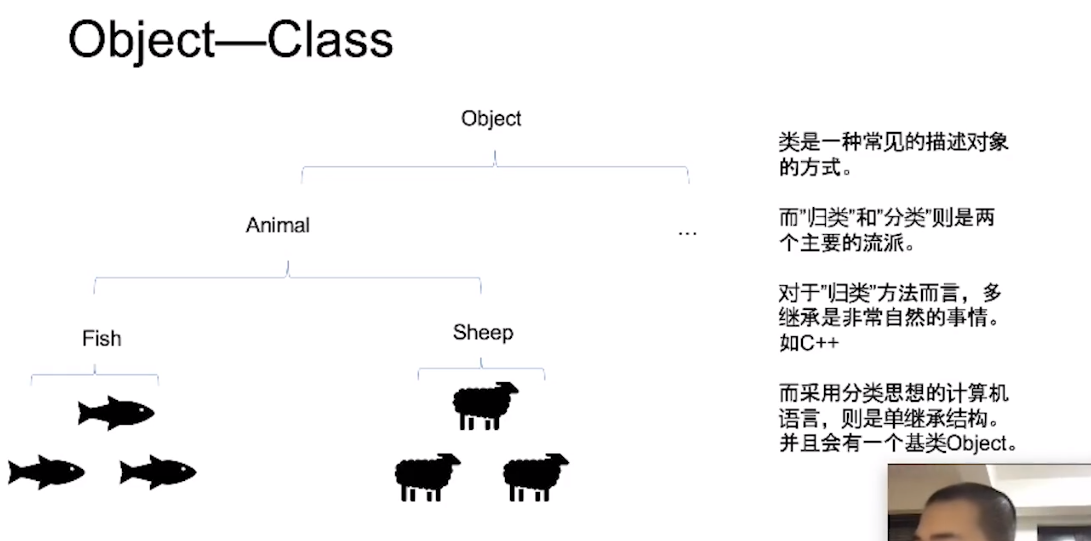 Object—Class
Object
Animal
...
Fish
Sheep
类是一种常见的描述对象
的方式。
而”归类”和”分类”则是两
个主要的流派。
对于”归类”方法而言，多
继承是非常自然的事情。
如C++
而采用分类思想的计算机
语言，则是单继承结构。
并且会有一个基类Object。